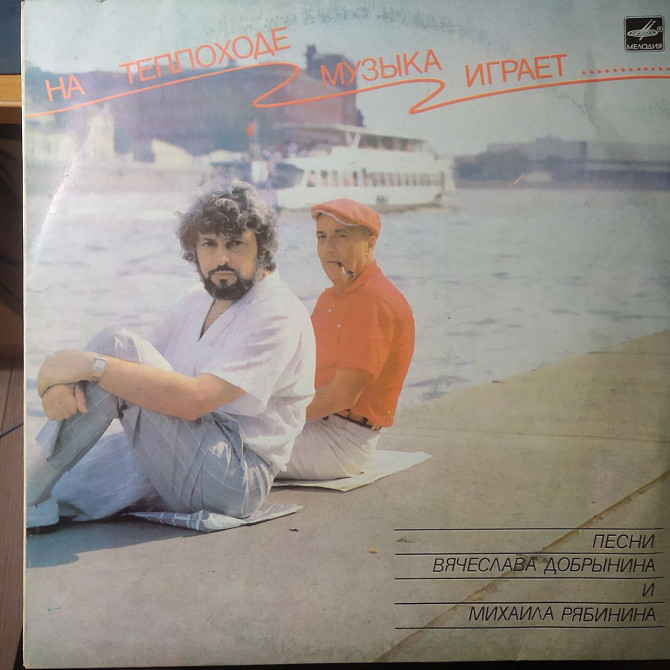 МЕЛОДИЯ
НА ТЕПЛОХОДЕ МУЗЫКА ИГРАЕТ ............
ПЕСНИ
ВЯЧЕСЛАВА ДОБРЫНИНА
И
МИХАИЛА РЯБИНИНА